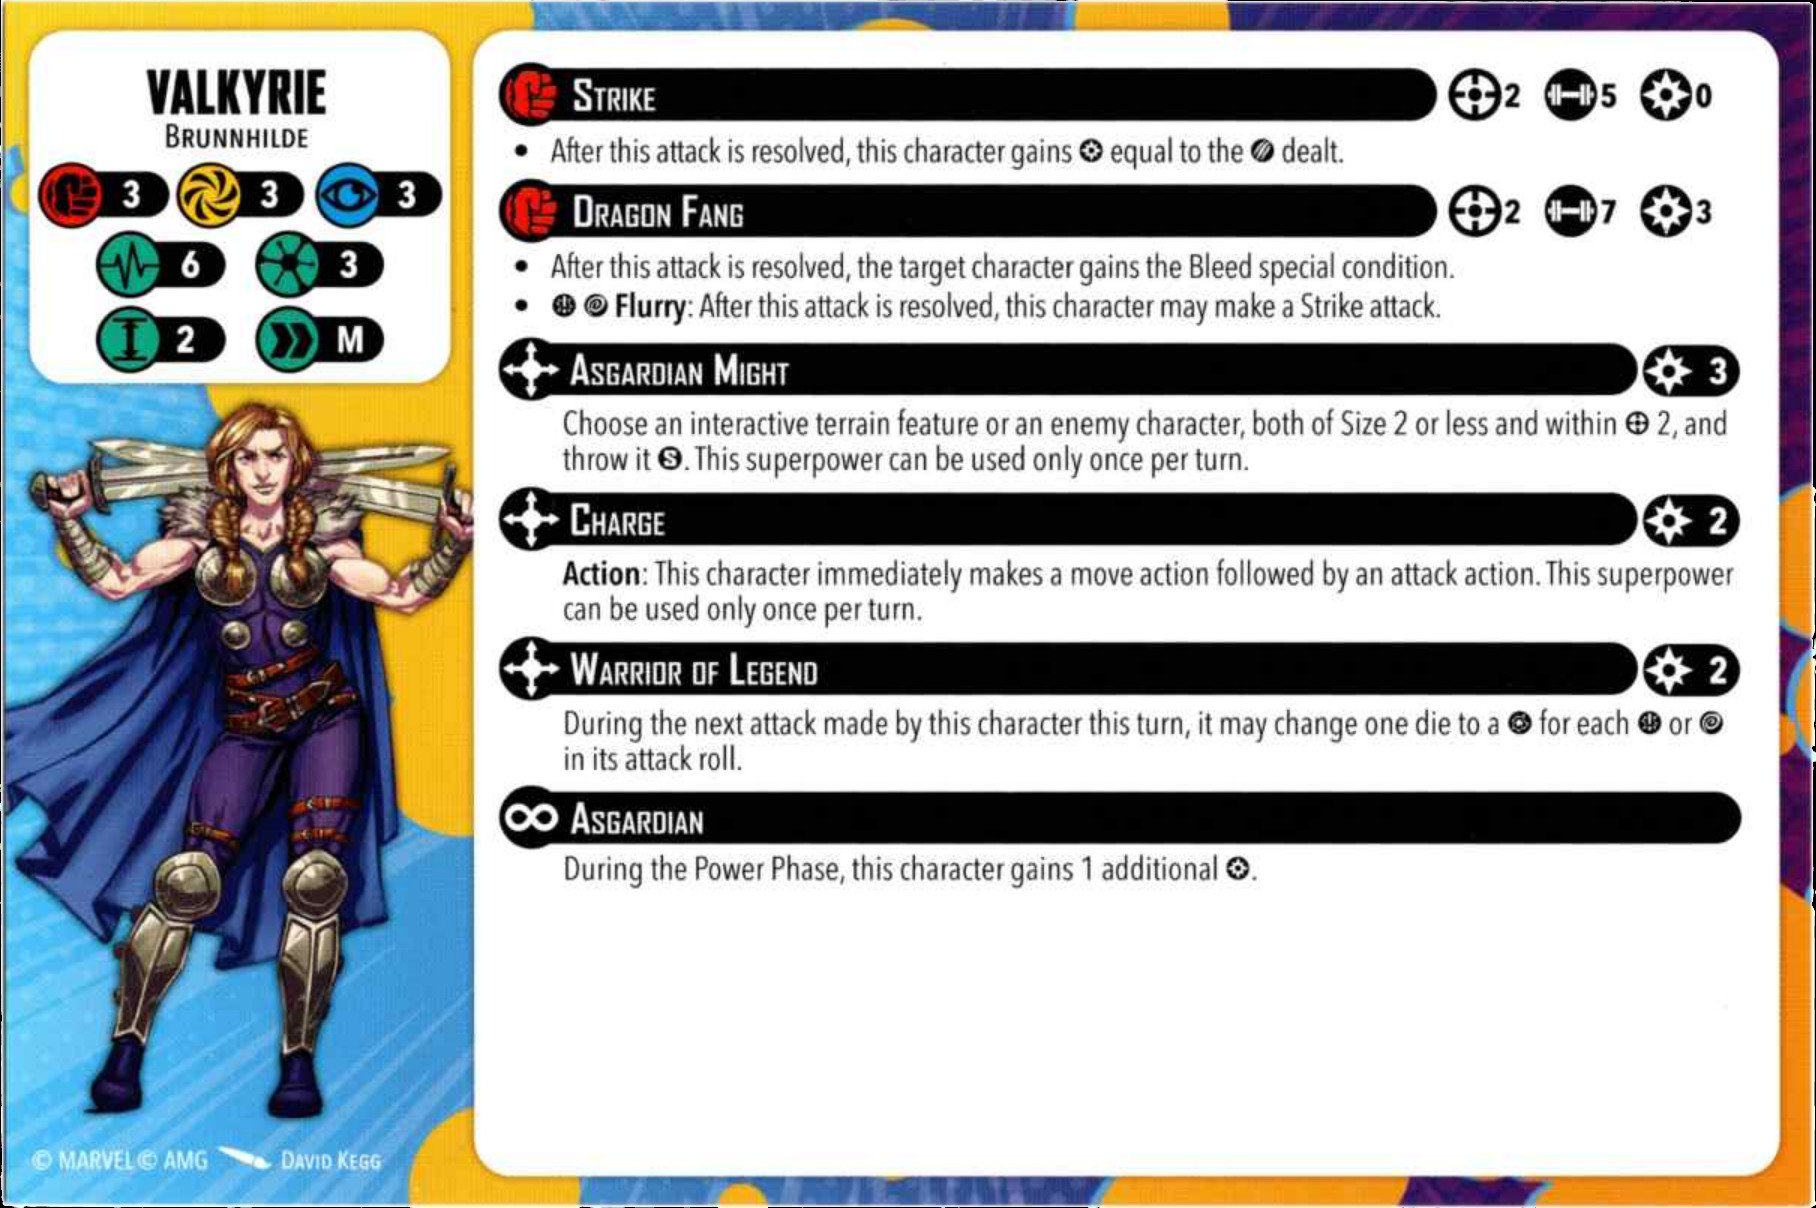 VALKYRIE
BRUNNHILDE
3 3 3
6 3
2 M
STRIKE 2 5 0
• After this attack is resolved, this character gains equal to the dealt.
DRAGON FANG 2 7 3
• After this attack is resolved, the target character gains the Bleed special condition.
• Flurry: After this attack is resolved, this character may make a Strike attack.
ASGARDIAN MIGHT 3
Choose an interactive terrain feature or an enemy character, both of Size 2 or less and within 2, and
throw it S. This superpower can be used only once per turn.
CHARGE 2
Action: This character immediately makes a move action followed by an attack action. This superpower
can be used only once per turn.
WARRIOR OF LEGEND 2
During the next attack made by this character this turn, it may change one die to a for each or
in its attack roll.
ASGARDIAN
During the Power Phase, this character gains 1 additional .
© MARVEL © AMG DAVID KEGG